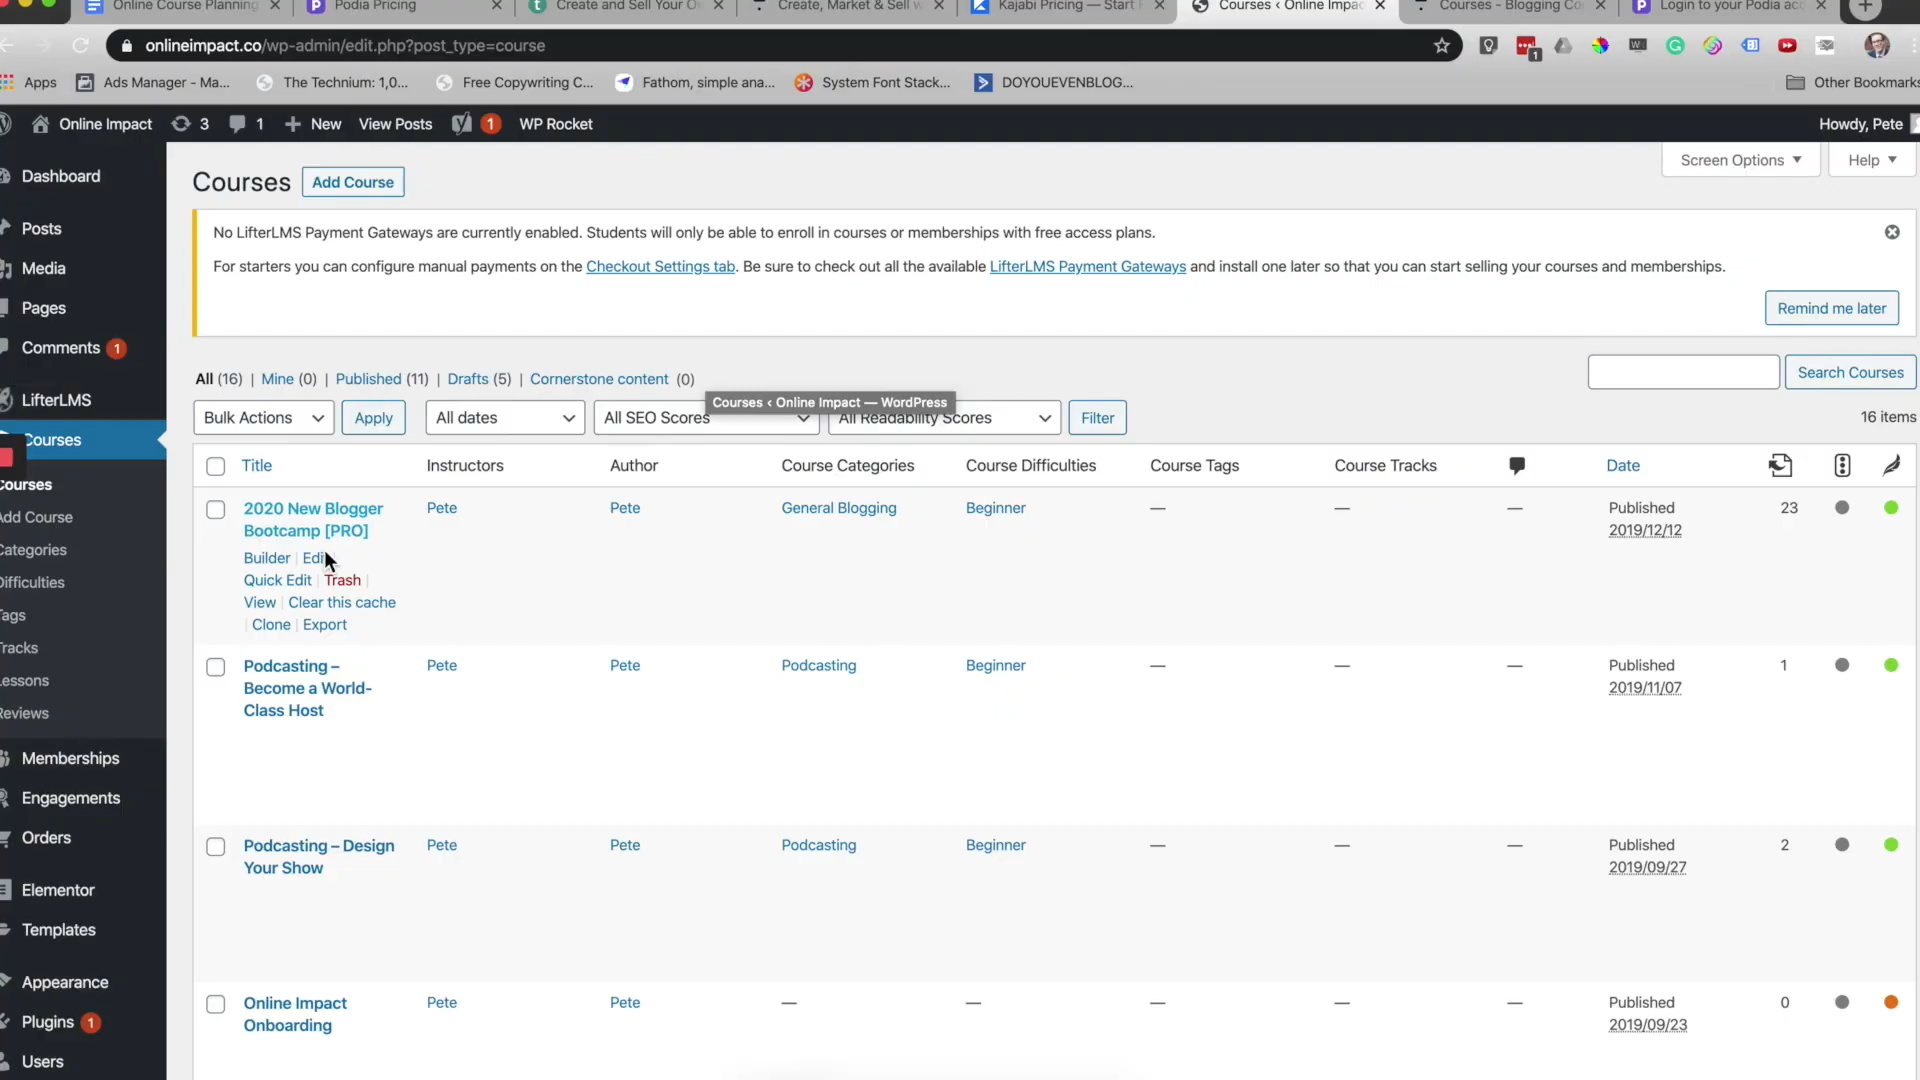 Online Course Planning
Podia Pricing
Create and Sell Your O
Create, Market & Sell w
Kajabi Pricing — Start F
Courses ‹ Online Impac
Courses - Blogging Co
Login to your Podia acc
onlineimpact.co/wp-admin/edit.php?post_type=course
1
Apps
Ads Manager - Ma...
The Technium: 1,0...
Free Copywriting C...
Fathom, simple ana...
System Font Stack...
DOYOUEVENBLOG...
Other Bookmarks
Online Impact
3
1
New
View Posts
1
WP Rocket
Howdy, Pete
Dashboard
Posts
Media
Pages
Comments 1
LifterLMS
Courses
Courses
Add Course
Categories
Difficulties
Tags
Tracks
Lessons
Reviews
Memberships
Engagements
Orders
Elementor
Templates
Appearance
Plugins 1
Users
Screen Options
Help
Courses
Add Course
No LifterLMS Payment Gateways are currently enabled. Students will only be able to enroll in courses or memberships with free access plans.
For starters you can configure manual payments on the Checkout Settings tab. Be sure to check out all the available LifterLMS Payment Gateways and install one later so that you can start selling your courses and memberships.
Remind me later
All (16) | Mine (0) | Published (11) | Drafts (5) | Cornerstone content (0)
Search Courses
Courses ‹ Online Impact — WordPress
Bulk Actions
Apply
All dates
All SEO Scores
All Readability Scores
Filter
16 items
Title
Instructors
Author
Course Categories
Course Difficulties
Course Tags
Course Tracks
Date
2020 New Blogger
Bootcamp [PRO]
Builder | Edit
Quick Edit | Trash |
View | Clear this cache
| Clone | Export
Pete
Pete
General Blogging
Beginner
—
—
—
Published
2019/12/12
23
Podcasting –
Become a World-
Class Host
Pete
Pete
Podcasting
Beginner
—
—
—
Published
2019/11/07
1
Podcasting – Design
Your Show
Pete
Pete
Podcasting
Beginner
—
—
—
Published
2019/09/27
2
Online Impact
Onboarding
Pete
Pete
—
—
—
—
—
Published
2019/09/23
0